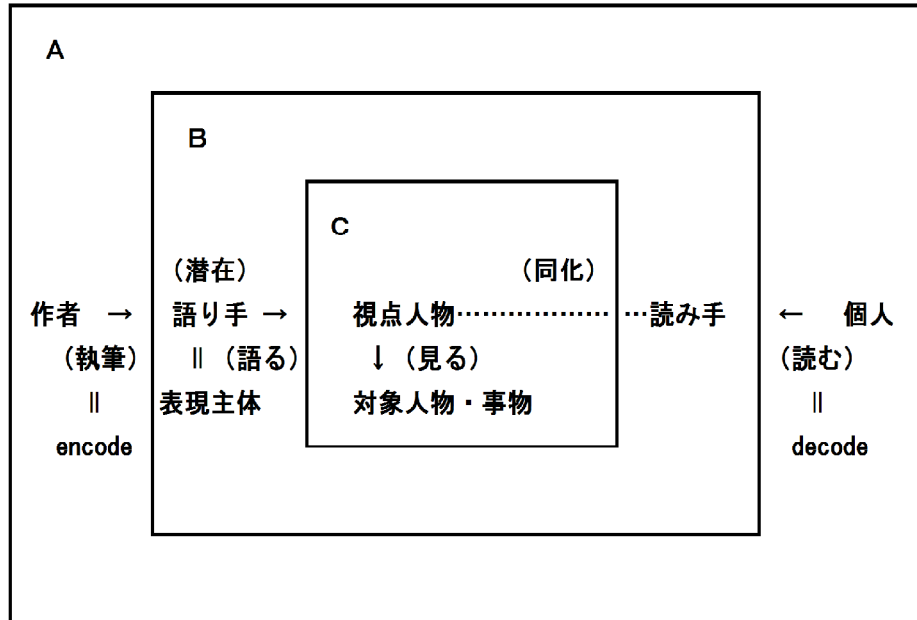 A
B
C
（潜在） （同化）
作者 → 語り手 → 視点人物………………… …読み手 ← 個人
（執筆） ॥ （語る） ↓（見る） （読む）
॥ 表現主体 対象人物・事物 ॥
encode decode